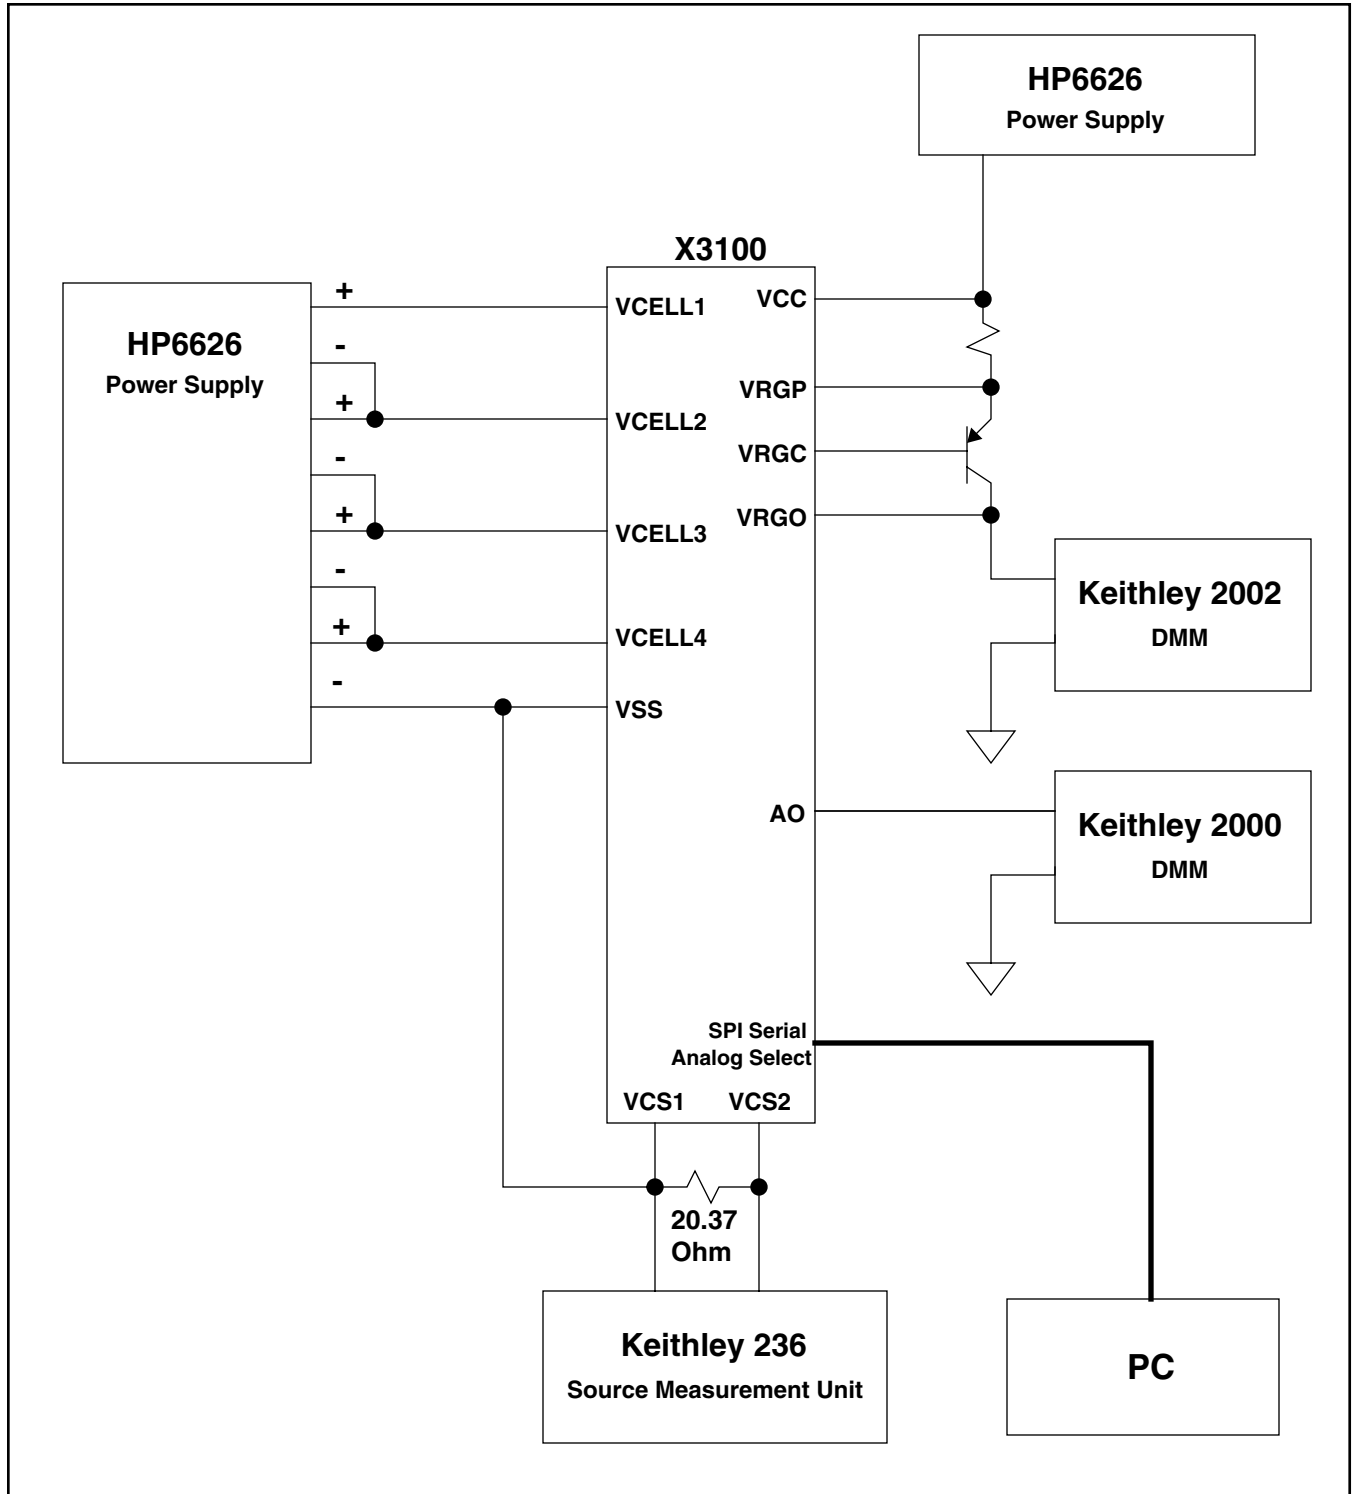 HP6626
Power Supply
X3100
HP6626
Power Supply
+
-
+
-
+
-
+
-
VCELL1
VCELL2
VCELL3
VCELL4
VSS
VCC
VRGP
VRGC
VRGO
AO
SPI Serial
Analog Select
VCS1
VCS2
Keithley 2002
DMM
Keithley 2000
DMM
20.37
Ohm
Keithley 236
Source Measurement Unit
PC